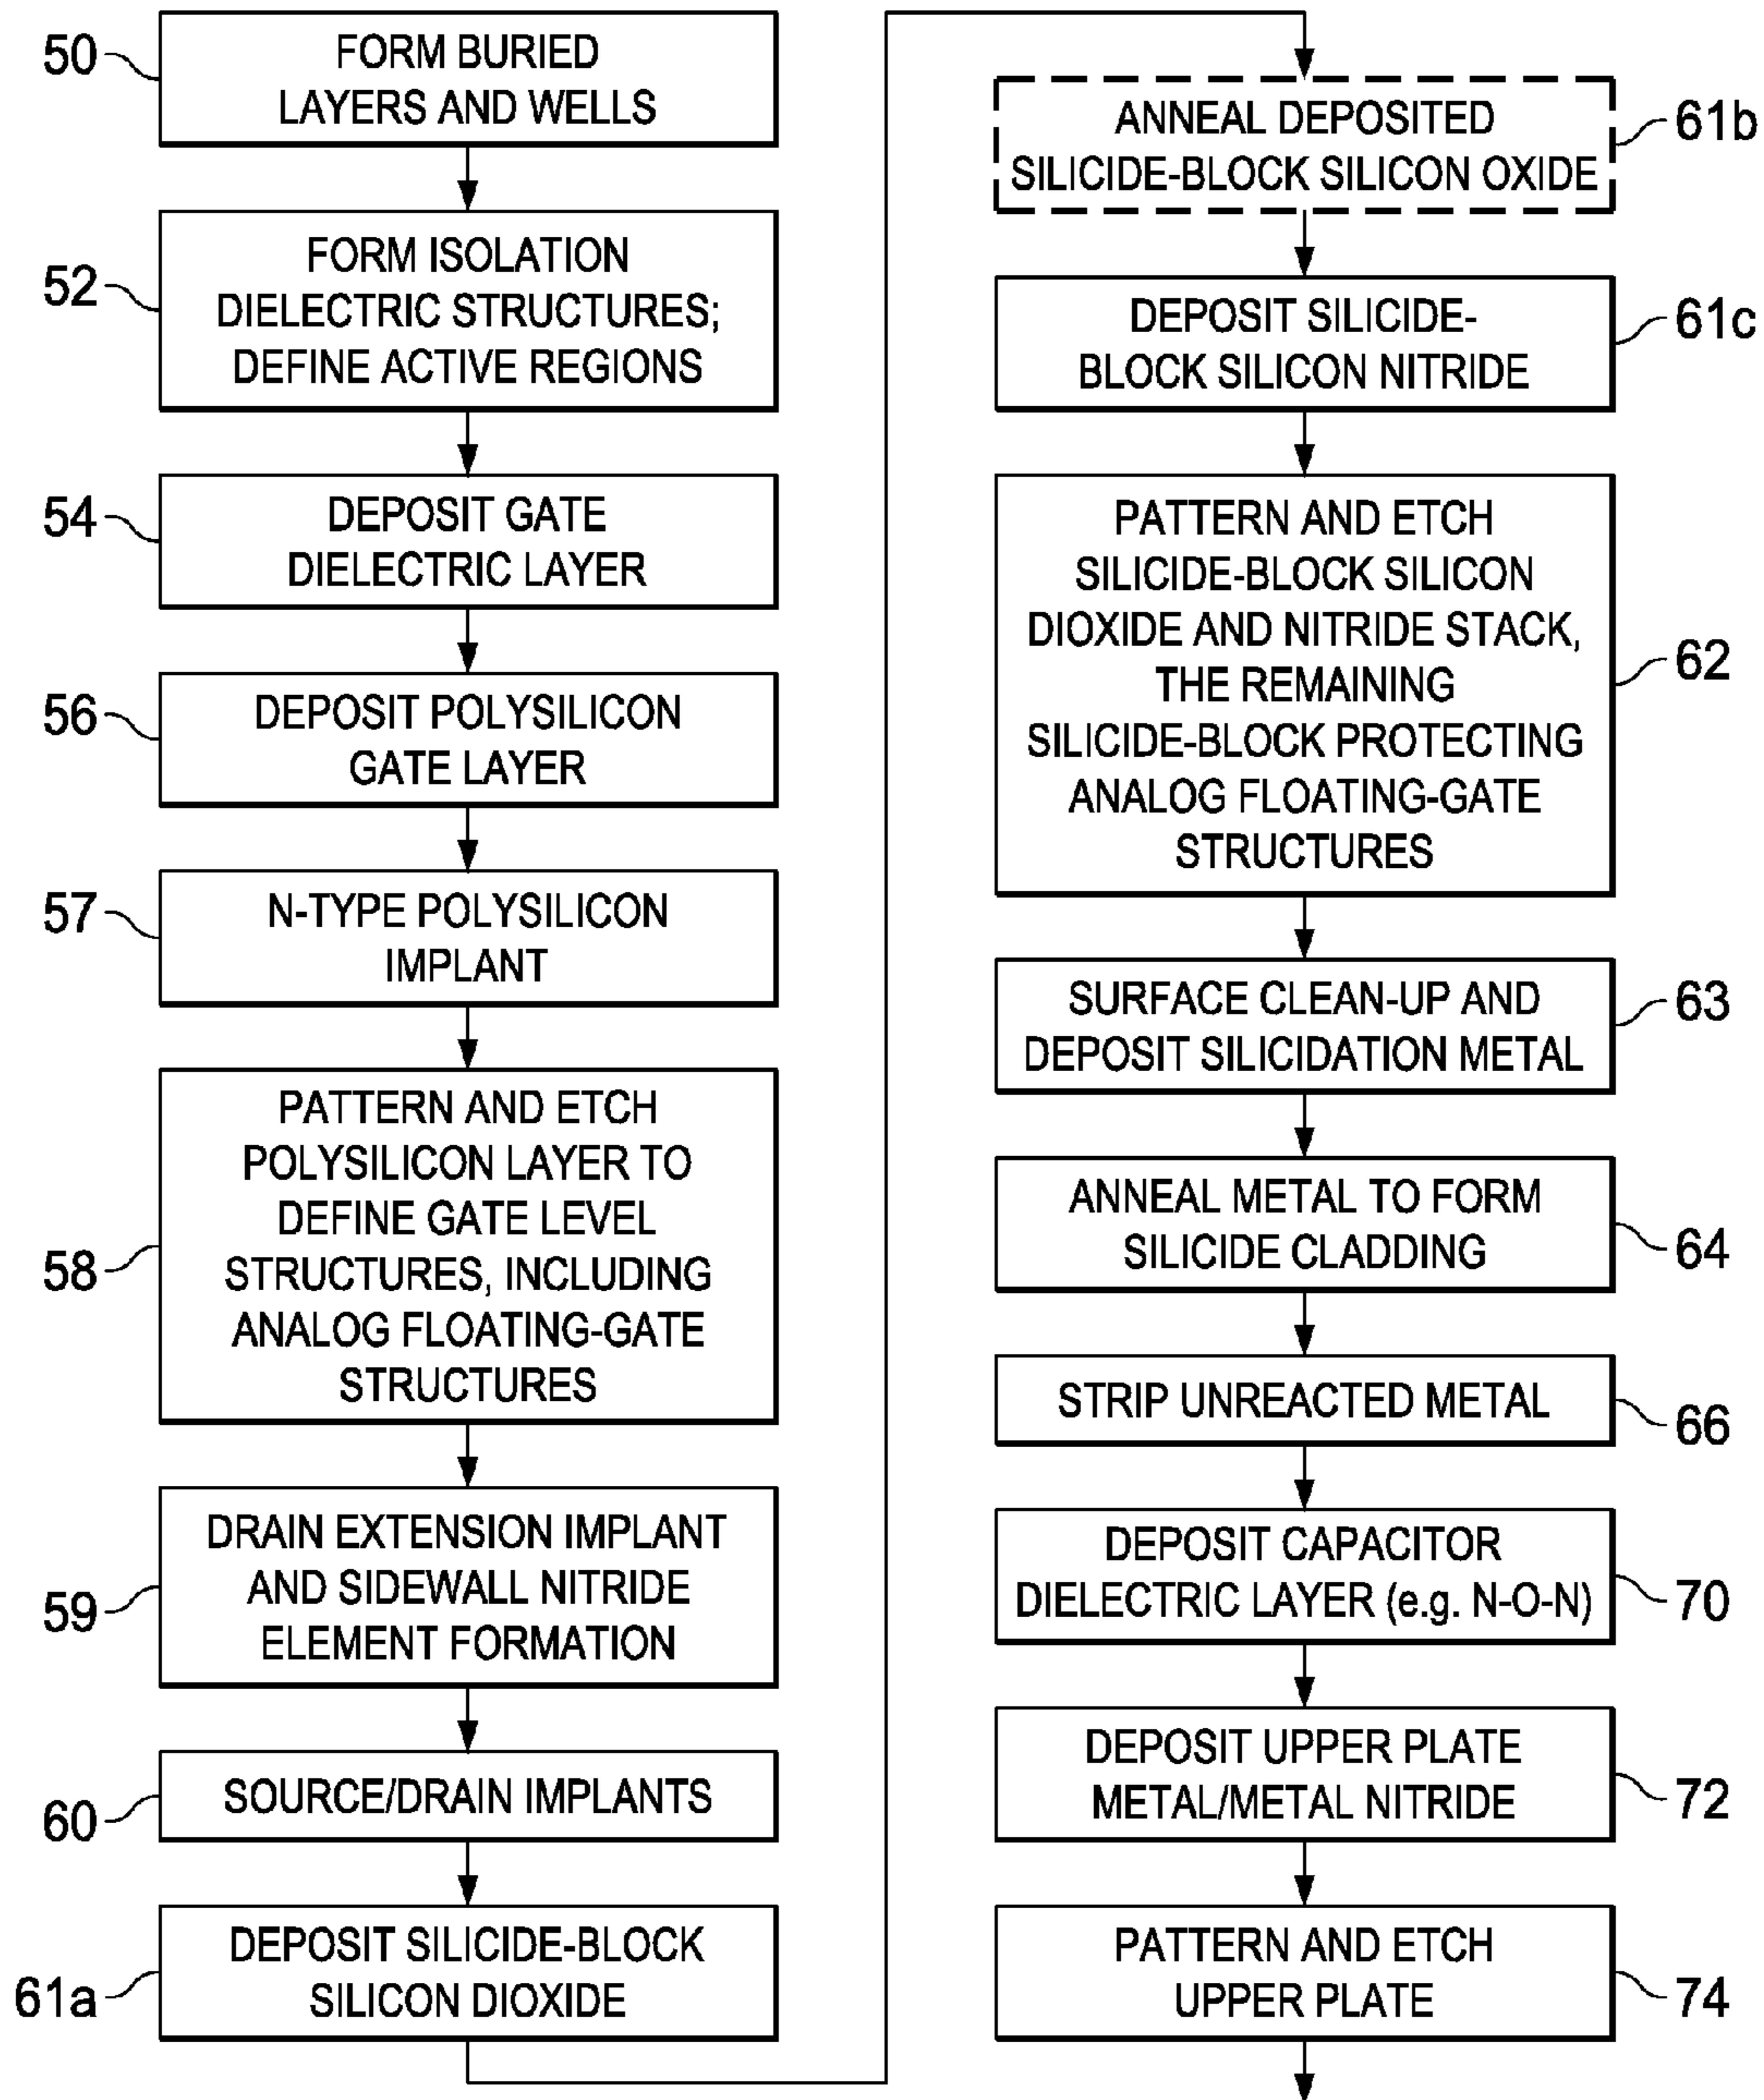 50
FORM BURIED
LAYERS AND WELLS
52
FORM ISOLATION
DIELECTRIC STRUCTURES;
DEFINE ACTIVE REGIONS
54
DEPOSIT GATE
DIELECTRIC LAYER
56
DEPOSIT POLYSILICON
GATE LAYER
57
N-TYPE POLYSILICON
IMPLANT
58
PATTERN AND ETCH
POLYSILICON LAYER TO
DEFINE GATE LEVEL
STRUCTURES, INCLUDING
ANALOG FLOATING-GATE
STRUCTURES
59
DRAIN EXTENSION IMPLANT
AND SIDEWALL NITRIDE
ELEMENT FORMATION
60
SOURCE/DRAIN IMPLANTS
61a
DEPOSIT SILICIDE-BLOCK
SILICON DIOXIDE
ANNEAL DEPOSITED
SILICIDE-BLOCK SILICON OXIDE
61b
DEPOSIT SILICIDE-
BLOCK SILICON NITRIDE
61c
PATTERN AND ETCH
SILICIDE-BLOCK SILICON
DIOXIDE AND NITRIDE STACK,
THE REMAINING
SILICIDE-BLOCK PROTECTING
ANALOG FLOATING-GATE
STRUCTURES
62
SURFACE CLEAN-UP AND
DEPOSIT SILICIDATION METAL
63
ANNEAL METAL TO FORM
SILICIDE CLADDING
64
STRIP UNREACTED METAL
66
DEPOSIT CAPACITOR
DIELECTRIC LAYER (e.g. N-O-N)
70
DEPOSIT UPPER PLATE
METAL/METAL NITRIDE
72
PATTERN AND ETCH
UPPER PLATE
74